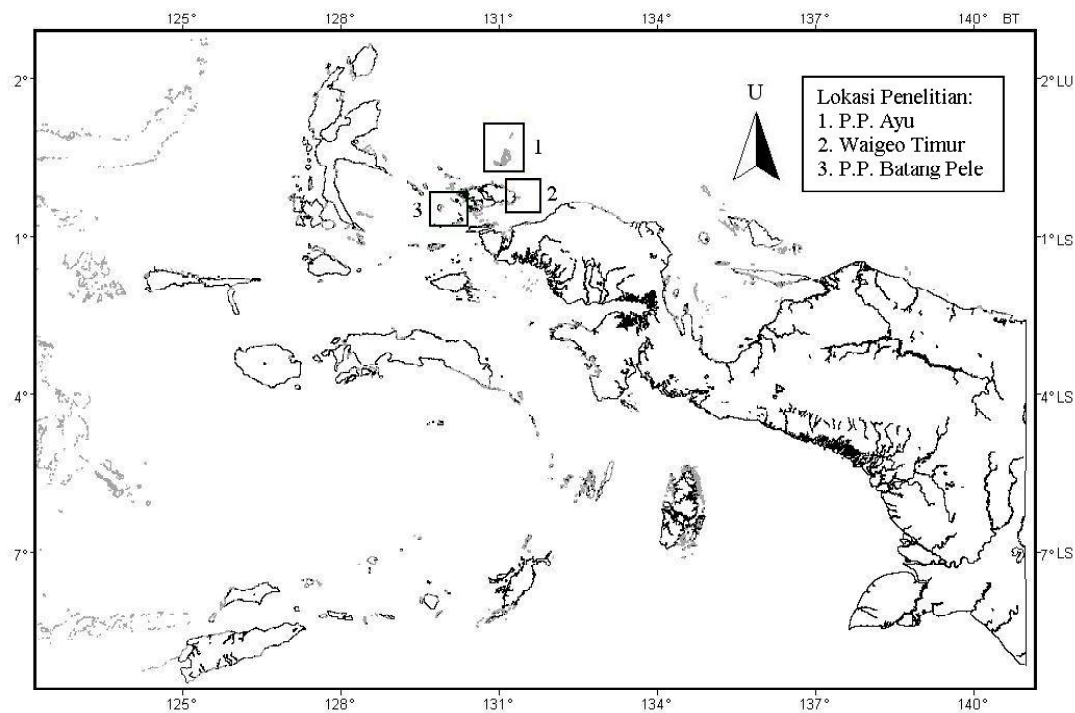 125° 128° 131° 134° 137° 140° BT
2° 2° LU
U
Lokasi Penelitian:
1. P.P. Ayu
2. Waigeo Timur
3. P.P. Batang Pele
1
2
3
1° 1° LS
4° 4° LS
7° 7° LS
125° 128° 131° 134° 137° 140°